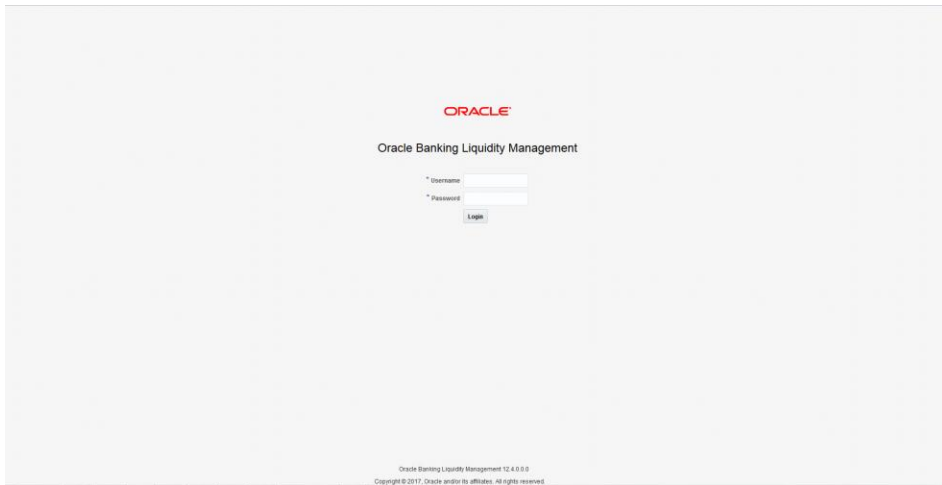 ORACLE
Oracle Banking Liquidity Management
* Username
* Password
Login
Oracle Banking Liquidity Management 12.4.0.0.0
Copyright © 2017, Oracle and/or its affiliates. All rights reserved.